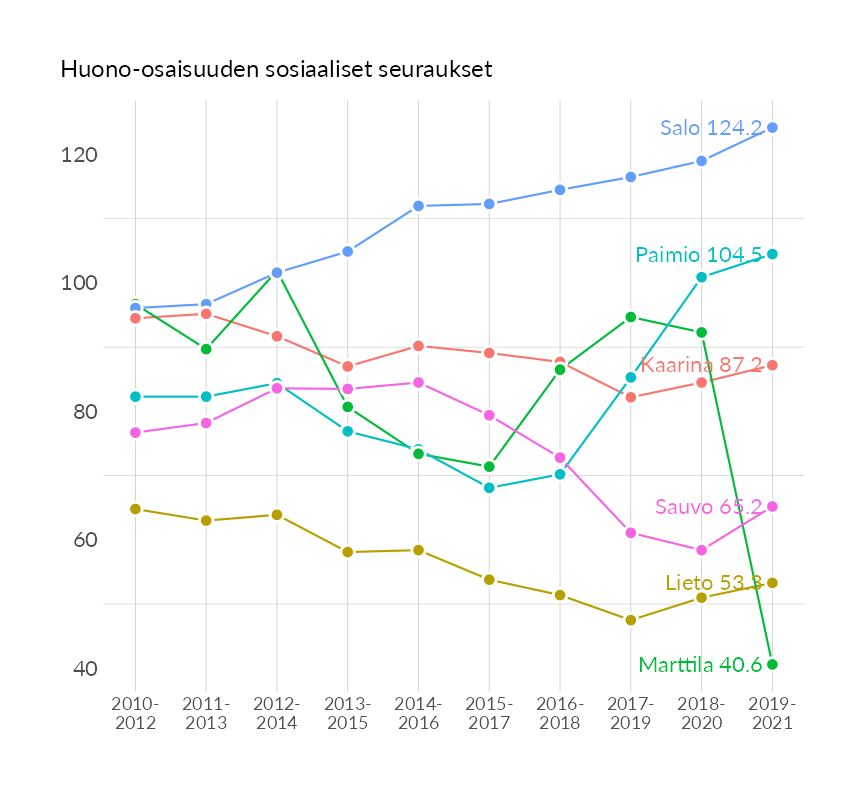 Huono-osaisuuden sosiaaliset seuraukset
Salo 124.2
120
Paimio 104.5
100
Kaarina 87.2
80
Sauvo 65.2
60
Lieto 53.3
Marttila 40.6
40
2010- 2011- 2012- 2013- 2014- 2015- 2016- 2017- 2018- 2019-
2012 2013 2014 2015 2016 2017 2018 2019 2020 2021